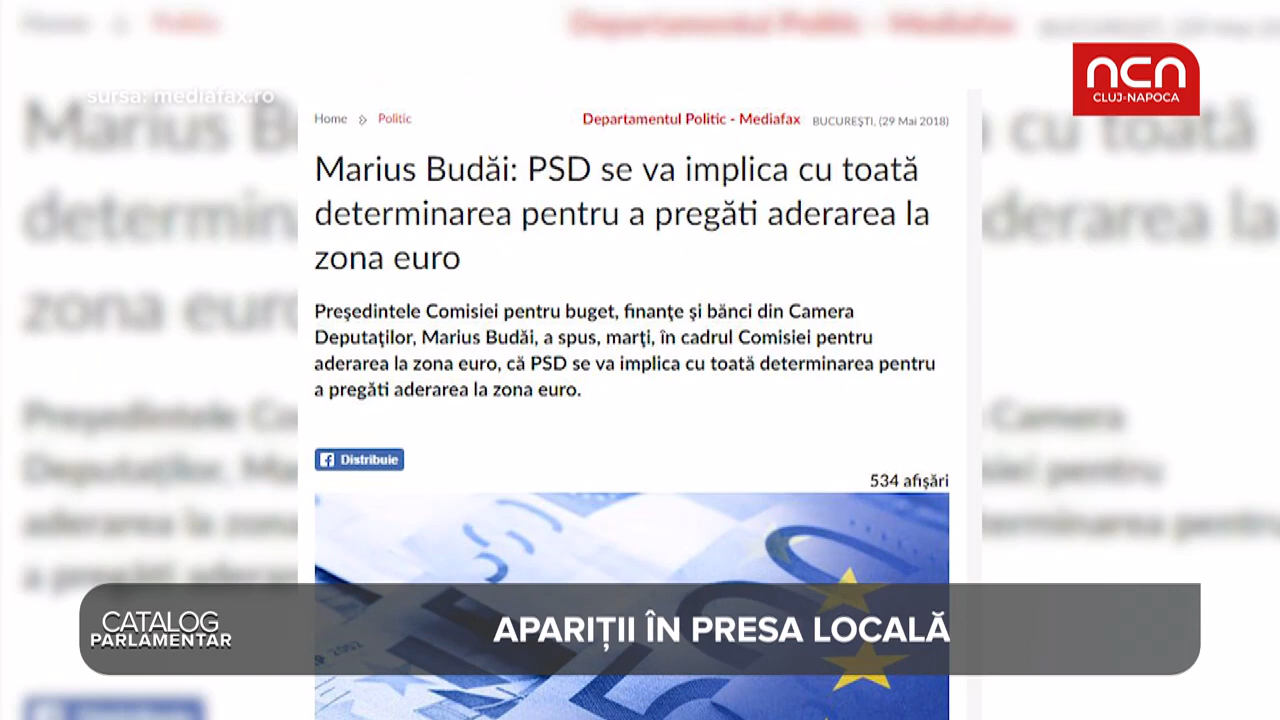 sursa: mediafax.ro
ncn
CLUJ-NAPOCA
Home Politic
Departamentul Politic - Mediafax BUCUREŞTI, (29 Mai 2018)
Marius Budăi: PSD se va implica cu toată
determinarea pentru a pregăti aderarea la
zona euro
Preşedintele Comisiei pentru buget, finanţe şi bănci din Camera
Deputaţilor, Marius Budăi, a spus, marţi, în cadrul Comisiei pentru
aderarea la zona euro, că PSD se va implica cu toată determinarea pentru
a pregăti aderarea la zona euro.
Distribuie
534 afişări
CATALOG
PARLAMENTAR
APARIȚII ÎN PRESA LOCALĂ